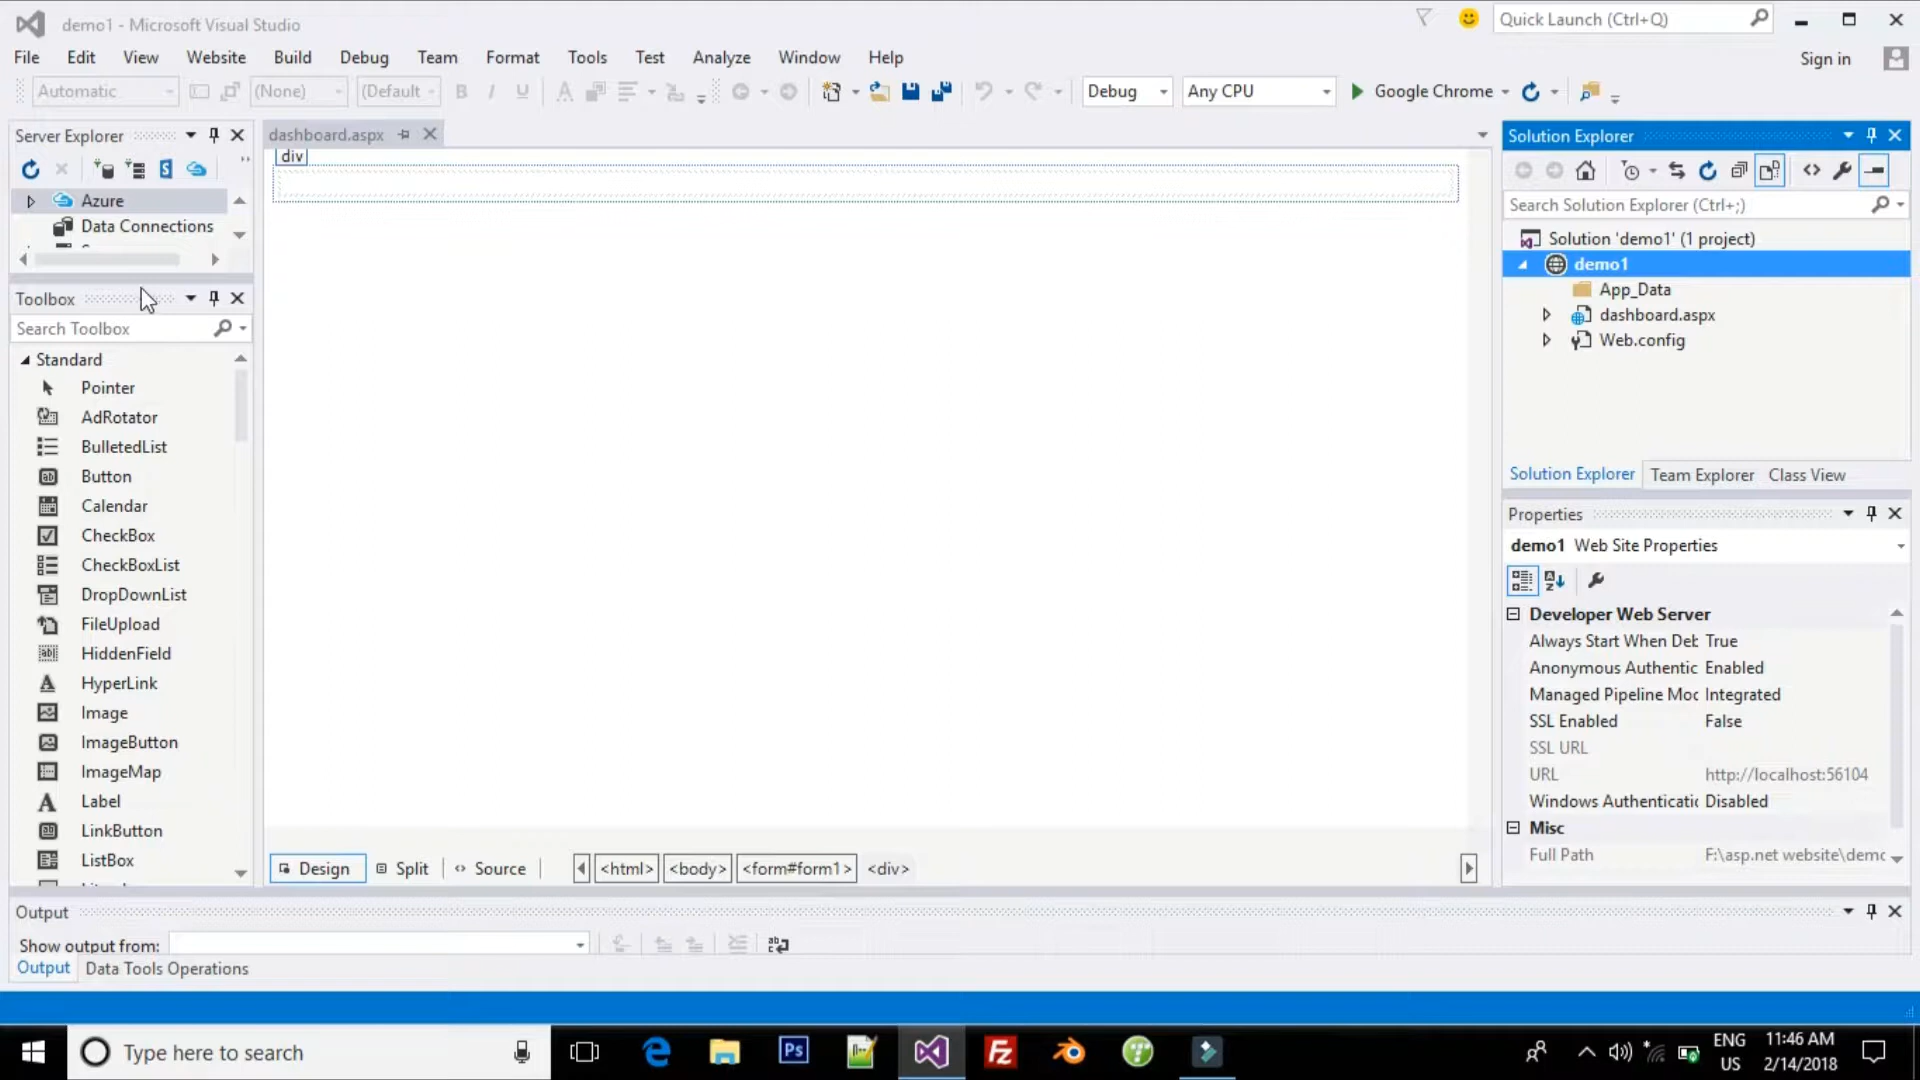 demo1 - Microsoft Visual Studio
Quick Launch (Ctrl+Q)
File Edit View Website Build Debug Team Format Tools Test Analyze Window Help
Sign in
Automatic (None) (Default Debug Any CPU Google Chrome
Server Explorer
Azure
Data Connections
Toolbox
Search Toolbox
Standard
Pointer
AdRotator
BulletedList
Button
Calendar
CheckBox
CheckBoxList
DropDownList
FileUpload
HiddenField
HyperLink
Image
ImageButton
ImageMap
Label
LinkButton
ListBox
dashboard.aspx
div
Design Split Source <html> <body> <form#form1> <div>
Solution Explorer
Search Solution Explorer (Ctrl+;)
Solution 'demo1' (1 project)
demo1
App_Data
dashboard.aspx
Web.config
Solution Explorer Team Explorer Class View
Properties
demo1 Web Site Properties
Developer Web Server
Always Start When Deb True
Anonymous Authentic Enabled
Managed Pipeline Moc Integrated
SSL Enabled False
SSL URL
URL http://localhost:56104
Windows Authenticatic Disabled
Misc
Full Path F:\asp.net website\demc
Output
Show output from:
Output Data Tools Operations
Type here to search
Ps
Fz
ENG
US
11:46 AM
2/14/2018